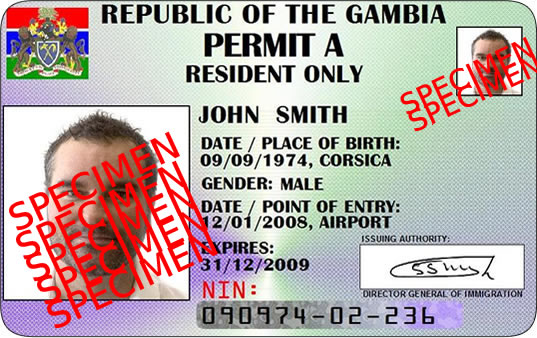 REPUBLIC OF THE GAMBIA
PERMIT A
RESIDENT ONLY
SPECIMEN
SPECIMEN
JOHN SMITH
DATE / PLACE OF BIRTH:
09/09/1974, CORSICA
GENDER: MALE
DATE / POINT OF ENTRY:
12/01/2008, AIRPORT
EXPIRES:
31/12/2009
SPECIMEN
SPECIMEN
SPECIMEN
SPECIMEN
SPECIMEN
ISSUING AUTHORITY:
DIRECTOR GENERAL OF IMMIGRATION
NIN:
090974-02-236